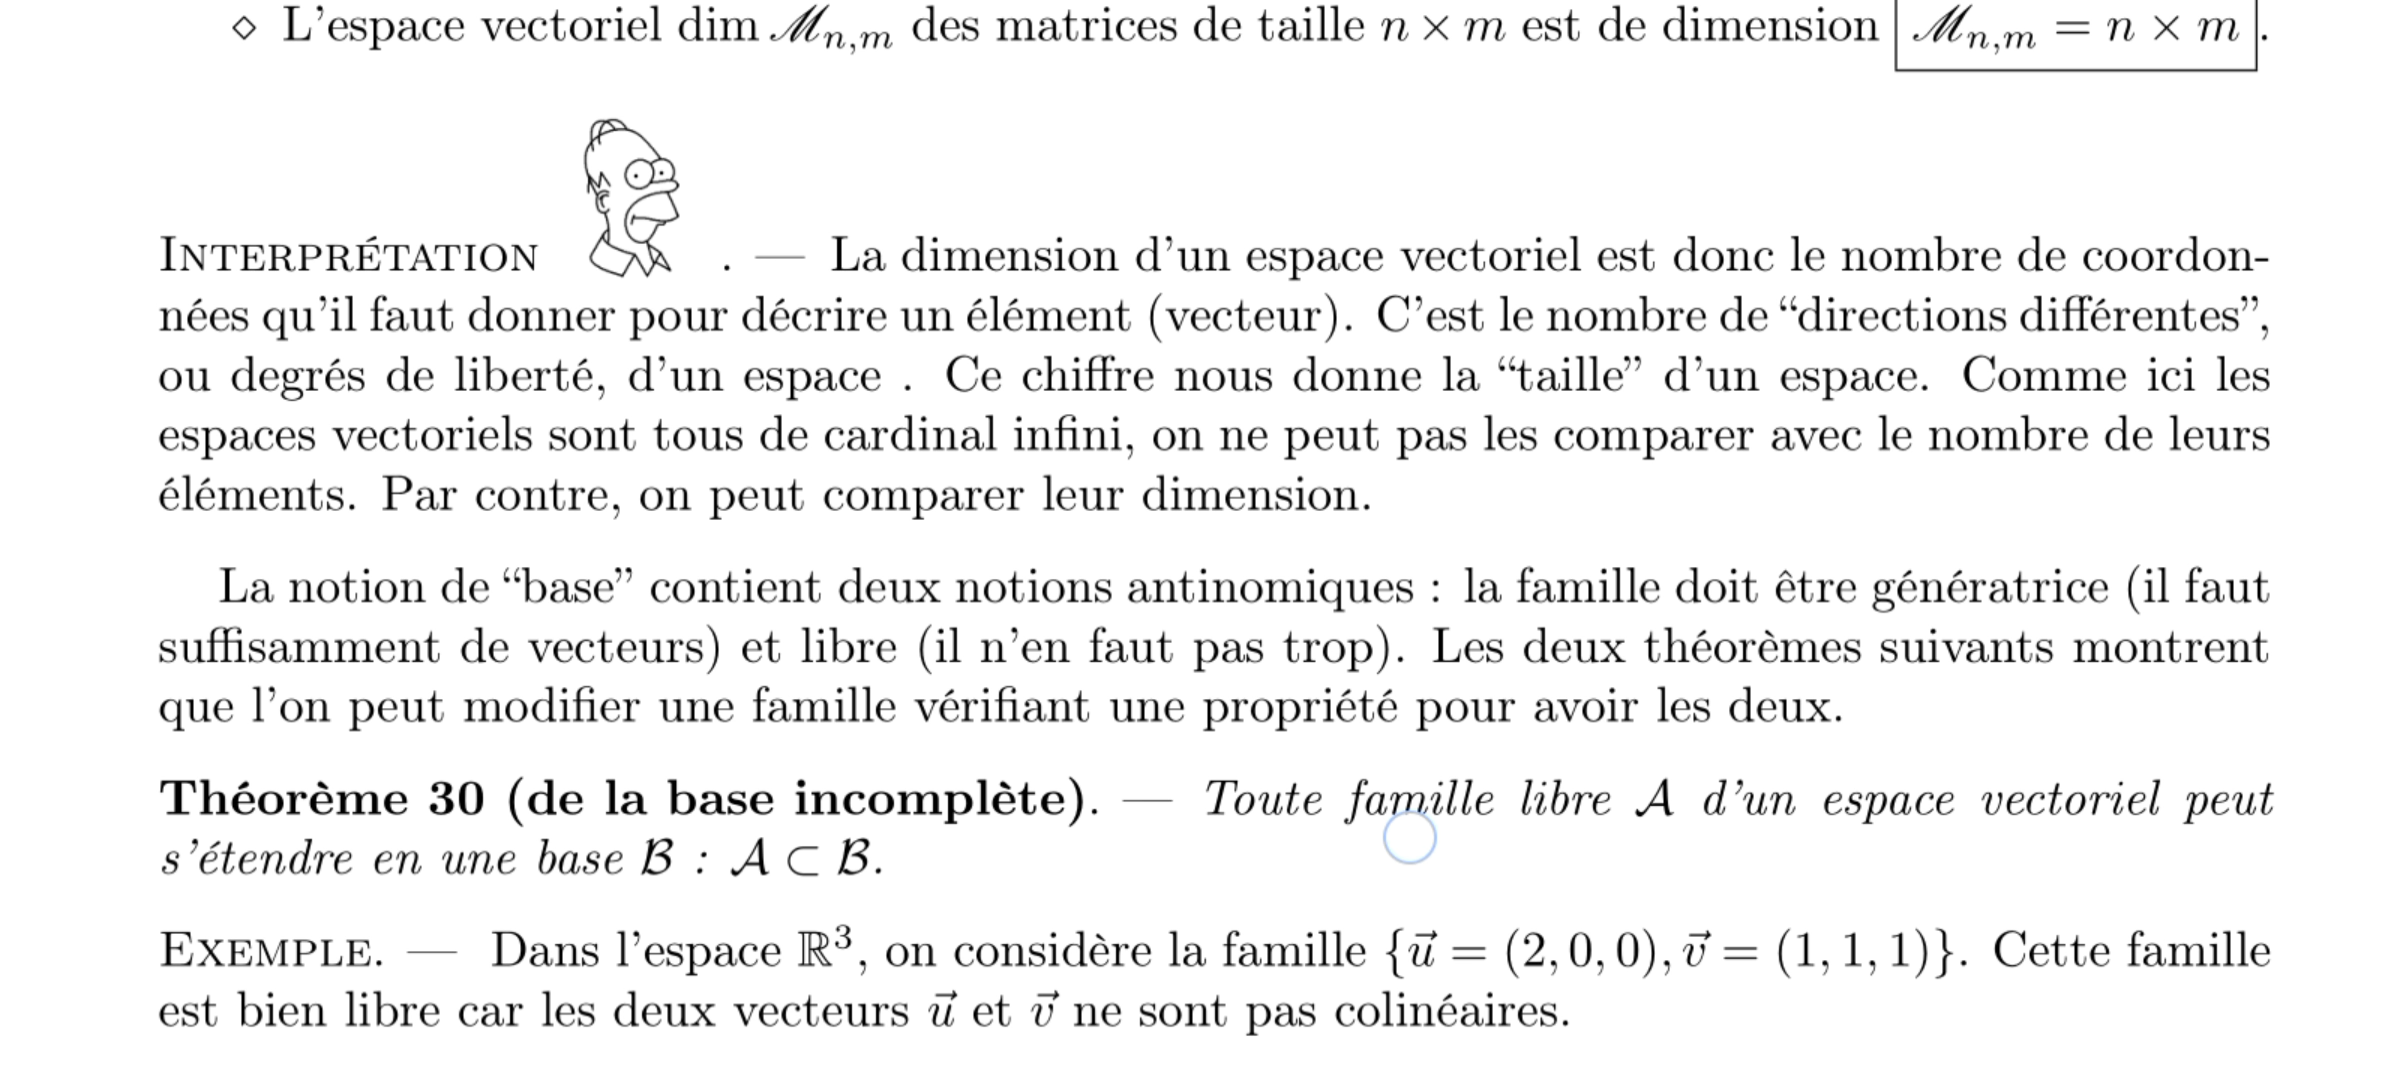 ⋄ L'espace vectoriel dim ℳn,m des matrices de taille n × m est de dimension ℳn,m = n × m.
INTERPRÉTATION . — La dimension d'un espace vectoriel est donc le nombre de coordon-
nées qu'il faut donner pour décrire un élément (vecteur). C'est le nombre de “directions différentes”,
ou degrés de liberté, d'un espace . Ce chiffre nous donne la “taille” d'un espace. Comme ici les
espaces vectoriels sont tous de cardinal infini, on ne peut pas les comparer avec le nombre de leurs
éléments. Par contre, on peut comparer leur dimension.
La notion de “base” contient deux notions antinomiques : la famille doit être génératrice (il faut
suffisamment de vecteurs) et libre (il n'en faut pas trop). Les deux théorèmes suivants montrent
que l'on peut modifier une famille vérifiant une propriété pour avoir les deux.
Théorème 30 (de la base incomplète). — Toute famille libre 𝒜 d'un espace vectoriel peut
s'étendre en une base ℬ : 𝒜 ⊂ ℬ.
EXEMPLE. — Dans l'espace ℝ³, on considère la famille {u⃗ = (2, 0, 0), v⃗ = (1, 1, 1)}. Cette famille
est bien libre car les deux vecteurs u⃗ et v⃗ ne sont pas colinéaires.